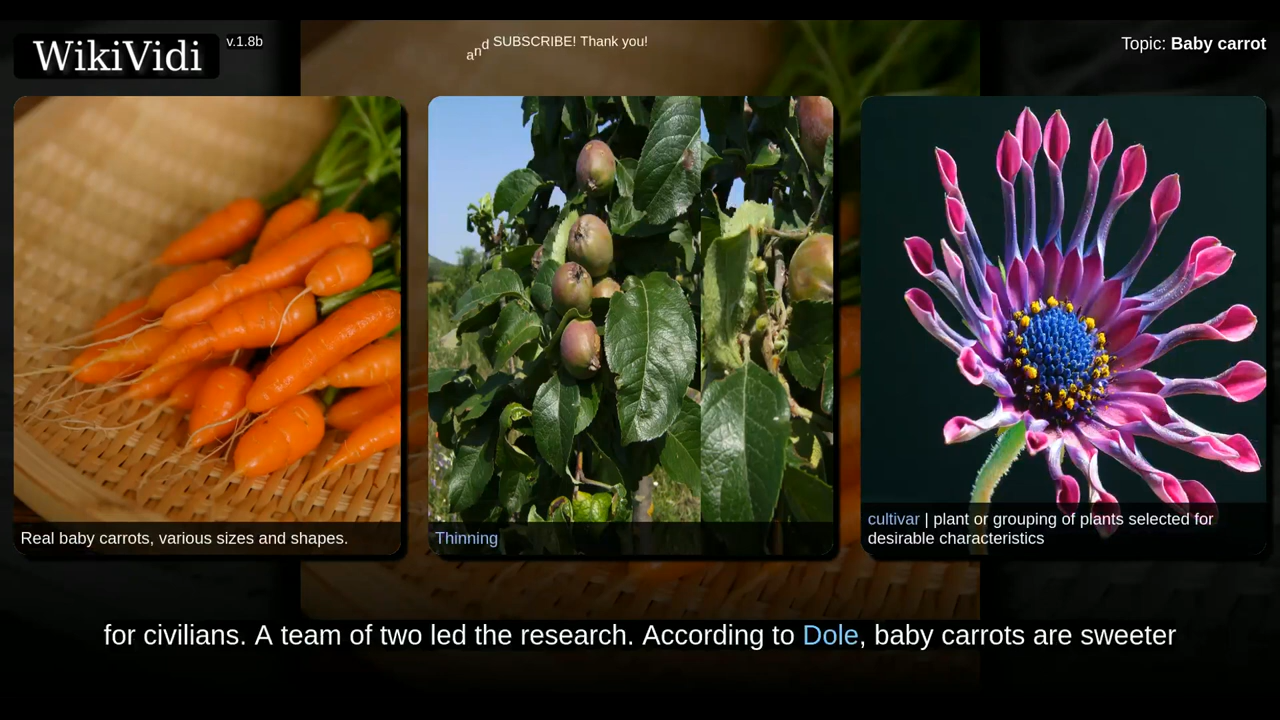 WikiVidi v.1.8b
and SUBSCRIBE! Thank you!
Topic: Baby carrot
Real baby carrots, various sizes and shapes.
Thinning
cultivar | plant or grouping of plants selected for
desirable characteristics
for civilians. A team of two led the research. According to Dole, baby carrots are sweeter